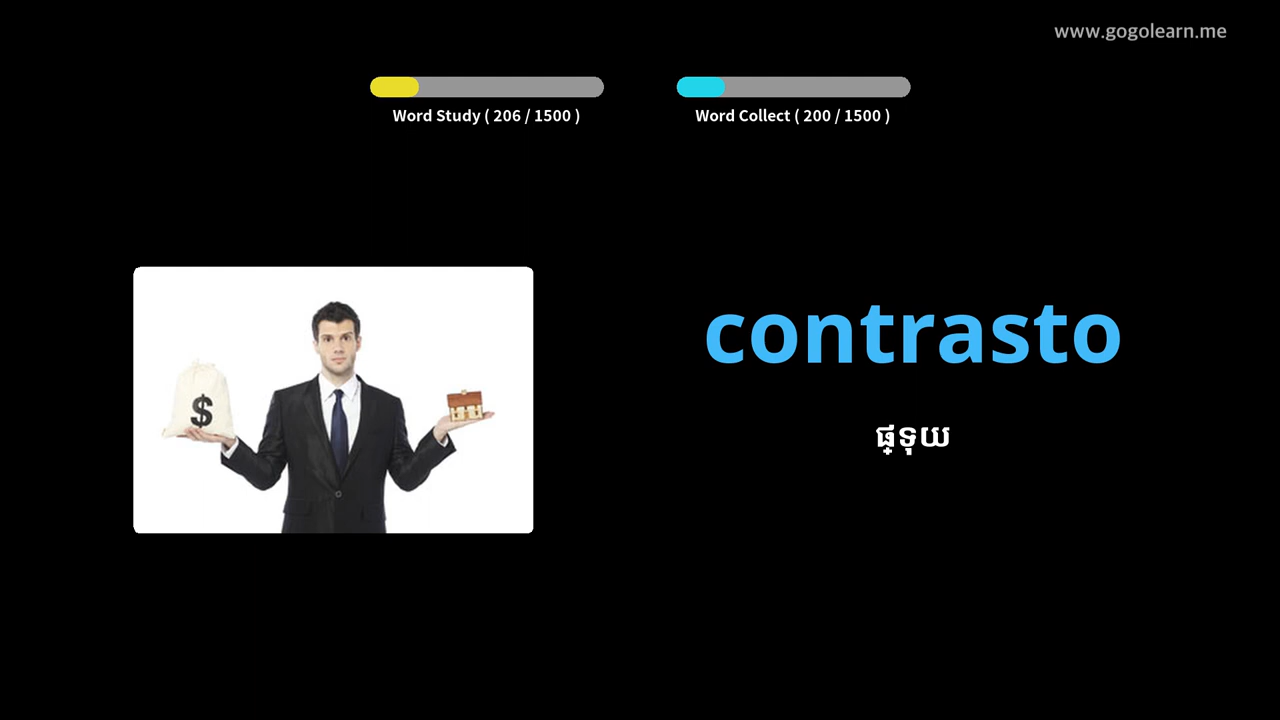 www.gogolearn.me
Word Study ( 206 / 1500 )
Word Collect ( 200 / 1500 )
$
contrasto
ផ្ទុយ